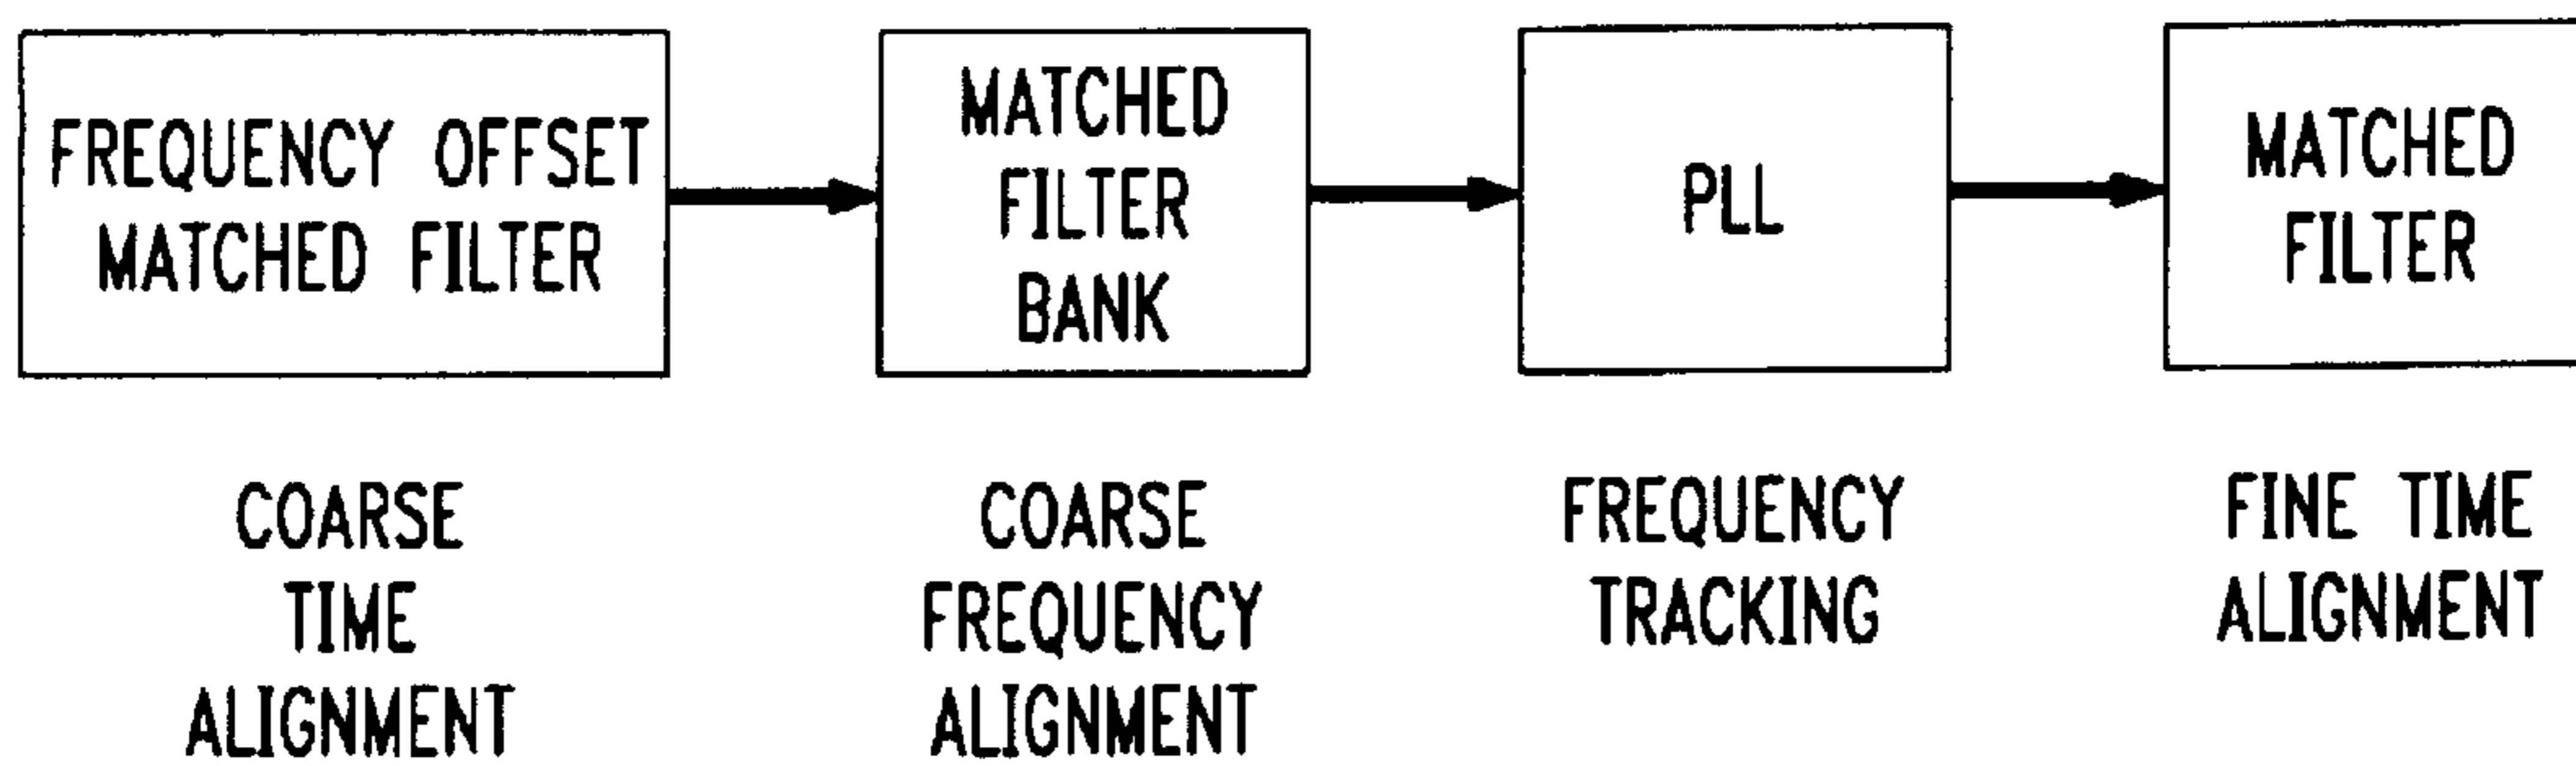 FREQUENCY OFFSET
MATCHED FILTER
MATCHED
FILTER
BANK
PLL
MATCHED
FILTER
COARSE
TIME
ALIGNMENT
COARSE
FREQUENCY
ALIGNMENT
FREQUENCY
TRACKING
FINE TIME
ALIGNMENT